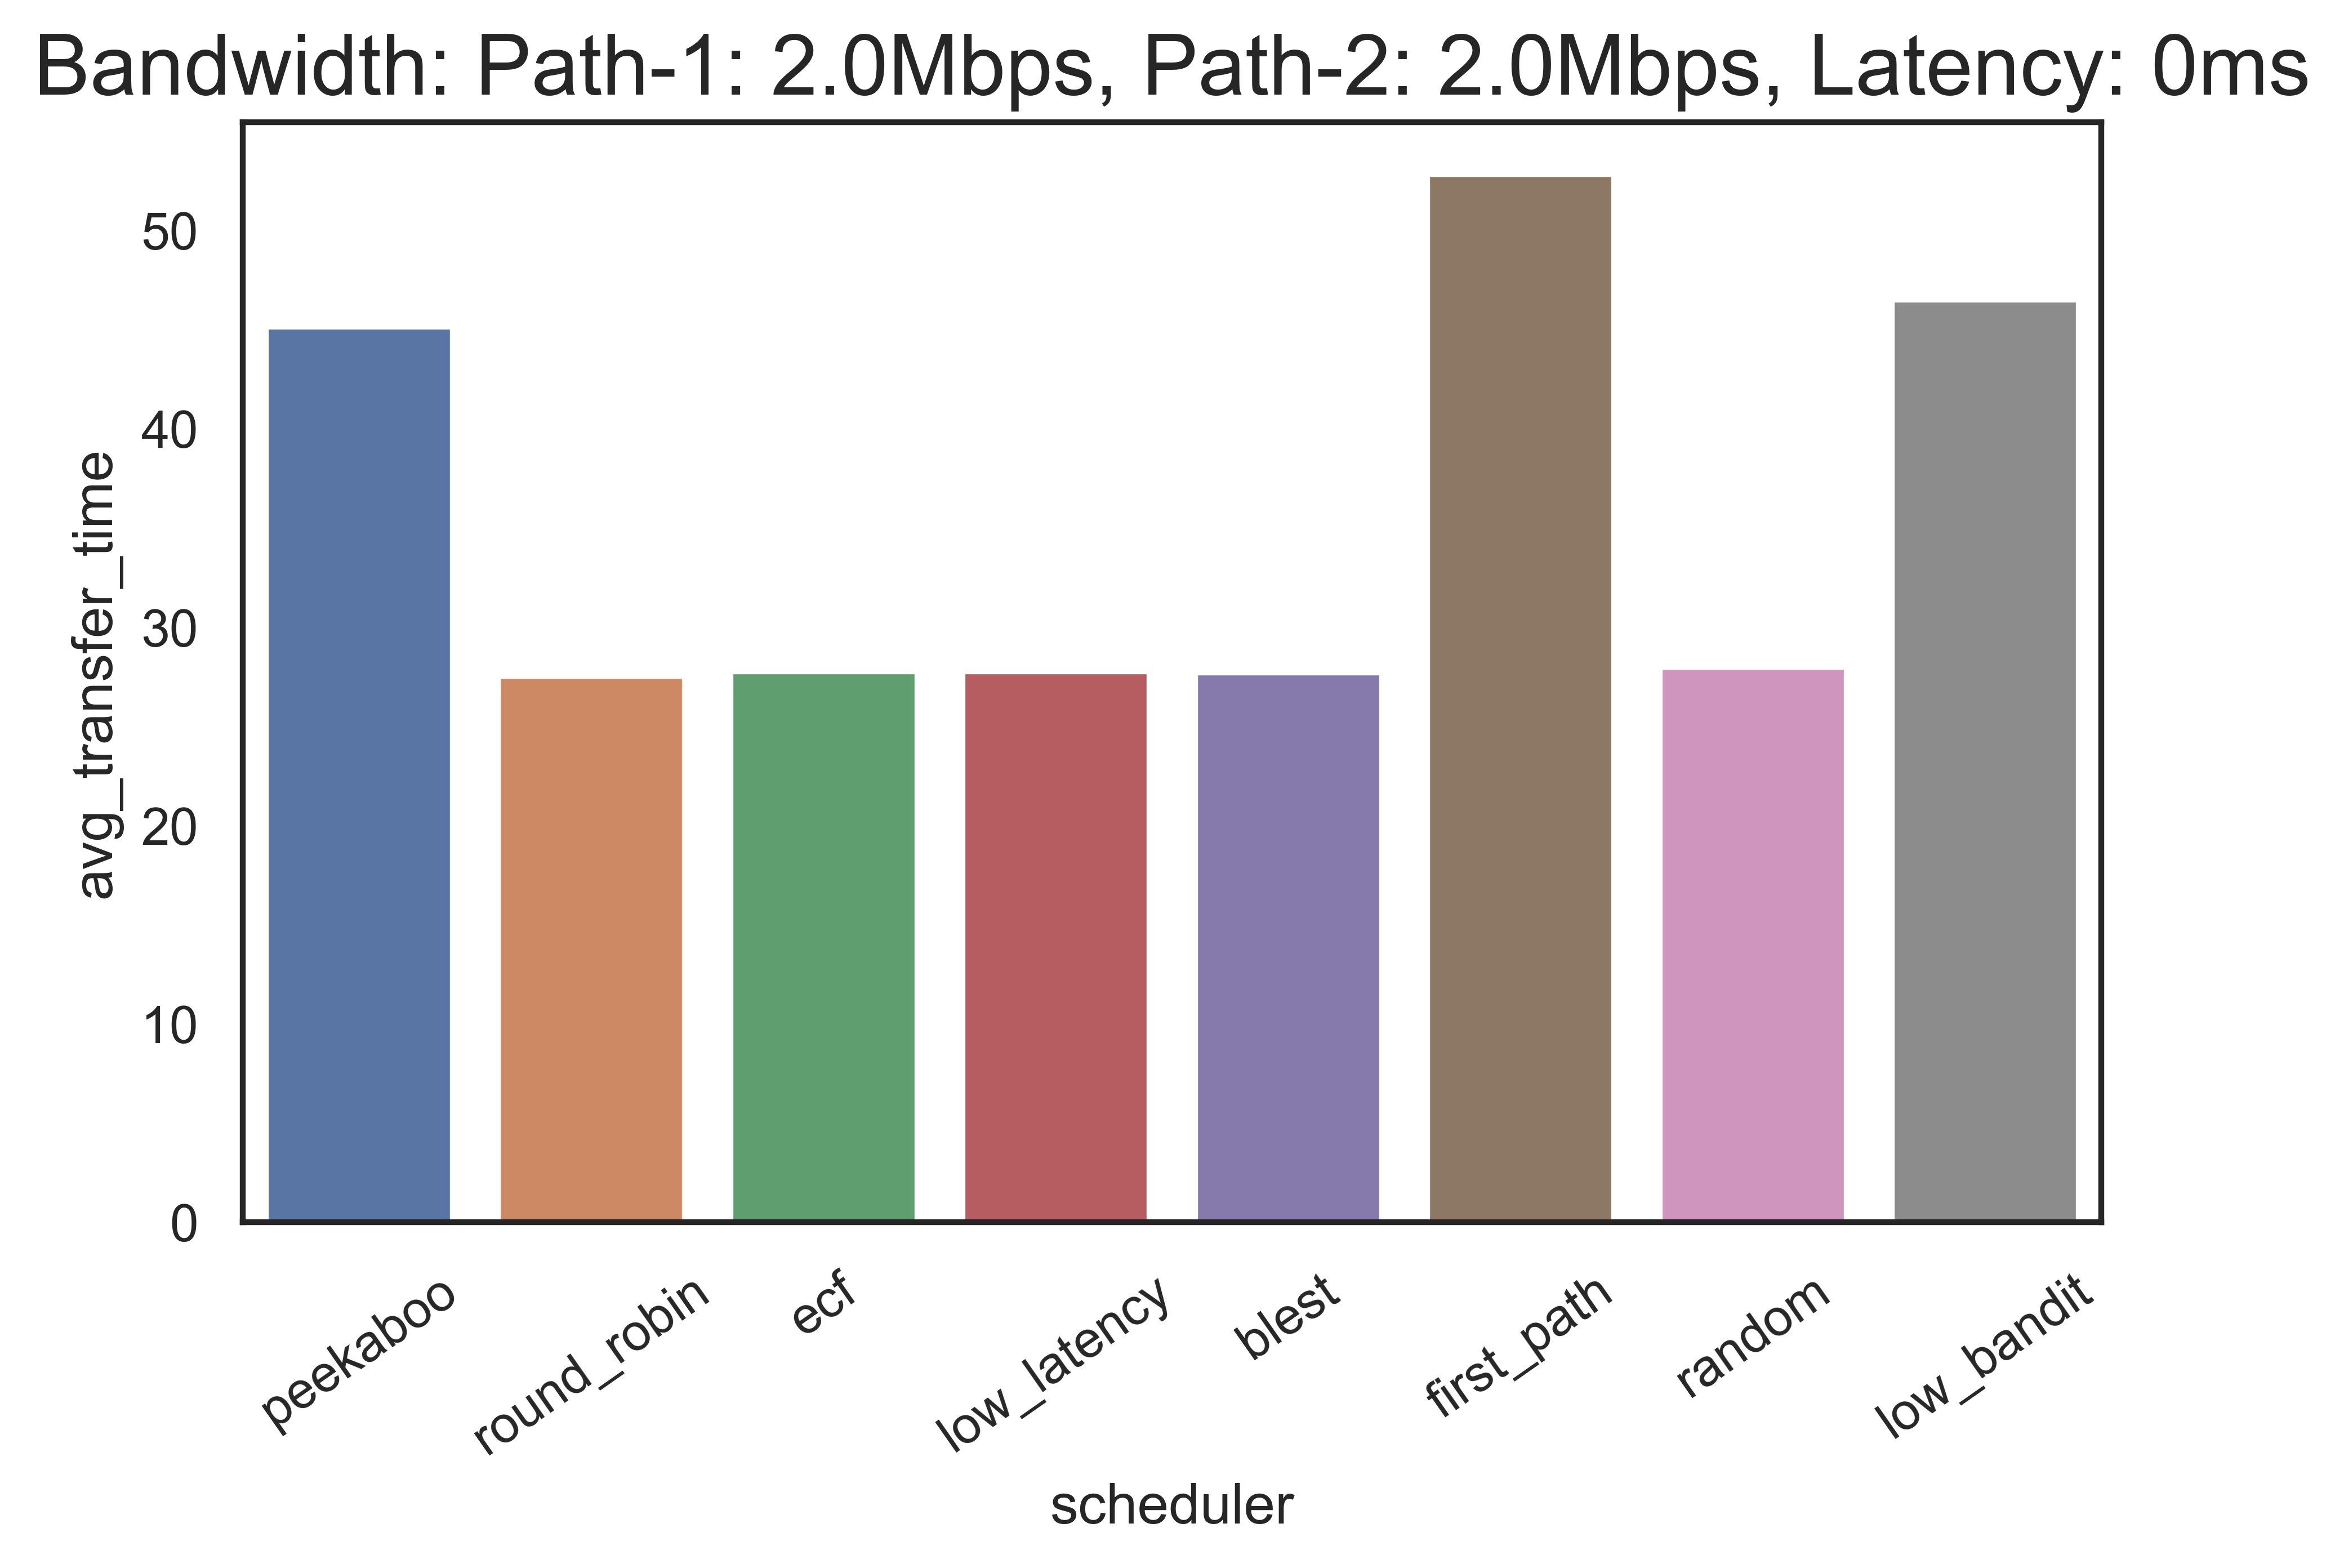 Bandwidth: Path-1: 2.0Mbps, Path-2: 2.0Mbps, Latency: 0ms
avg_transfer_time
50
40
30
20
10
0
peekaboo
round_robin
ecf
low_latency
blest
first_path
random
low_bandit
scheduler